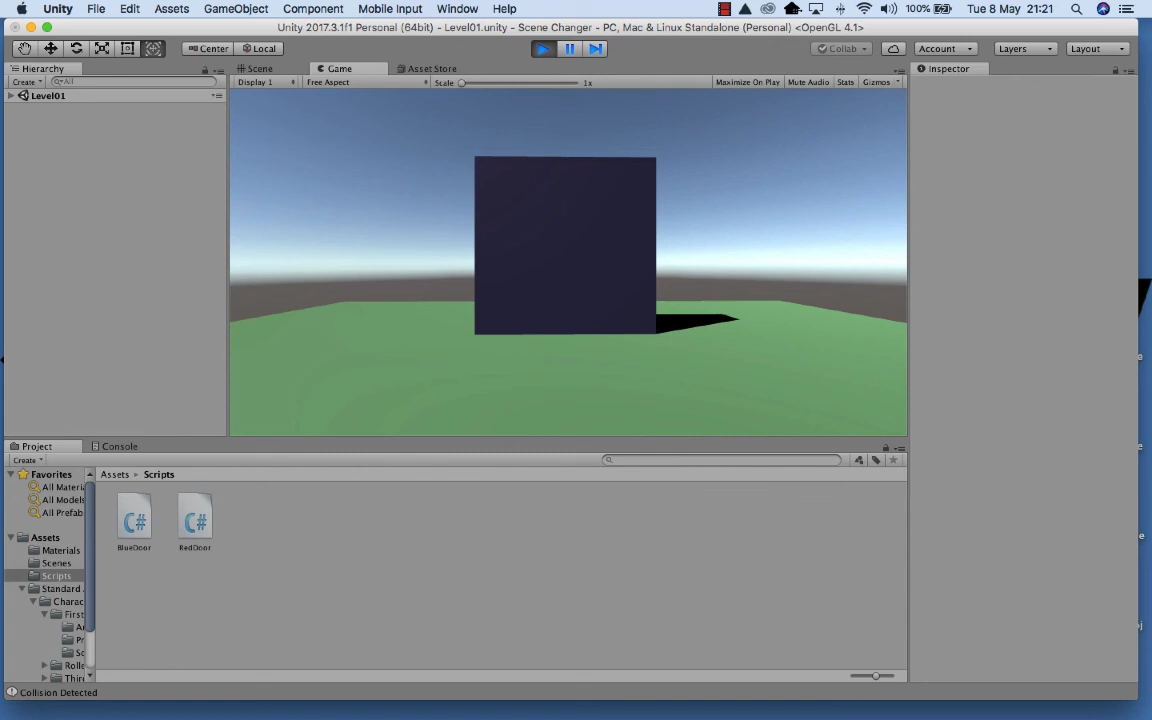 Unity File Edit Assets GameObject Component Mobile Input Window Help 100% Tue 8 May 21:21
Unity 2017.3.1f1 Personal (64bit) - Level01.unity - Scene Changer - PC, Mac & Linux Standalone (Personal) <OpenGL 4.1>
Center Local Collab Account Layers Layout
Hierarchy Scene Game Asset Store Inspector
Create All Display 1 Free Aspect Scale 1x Maximize On Play Mute Audio Stats Gizmos
Level01
Project Console
Create
Favorites Assets Scripts
All Materi
All Models
All Prefab
Assets
Materials BlueDoor RedDoor
Scenes
Scripts
Standard
Charac
First
Pr
Rolle
Thir
Collision Detected